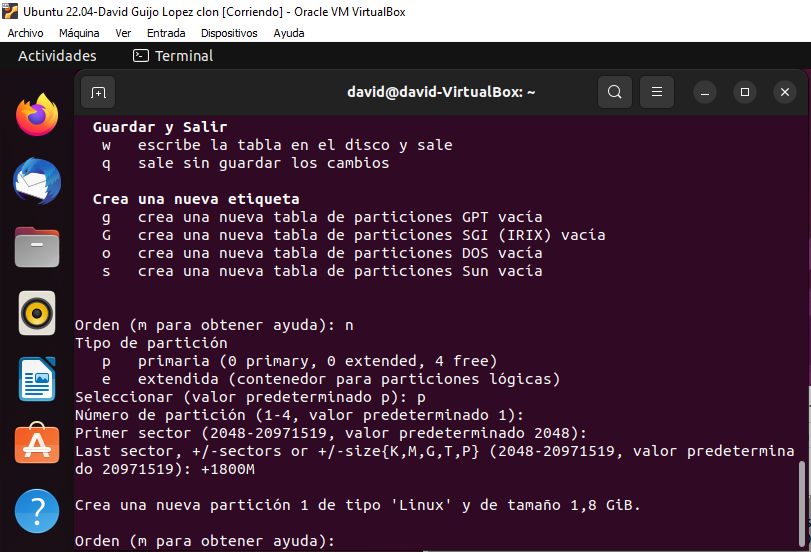 Ubuntu 22.04-David Guijo Lopez clon [Corriendo] - Oracle VM VirtualBox
Archivo Máquina Ver Entrada Dispositivos Ayuda
Actividades Terminal
david@david-VirtualBox: ~
Guardar y Salir
w escribe la tabla en el disco y sale
q sale sin guardar los cambios
Crea una nueva etiqueta
g crea una nueva tabla de particiones GPT vacía
G crea una nueva tabla de particiones SGI (IRIX) vacía
o crea una nueva tabla de particiones DOS vacía
s crea una nueva tabla de particiones Sun vacía
Orden (m para obtener ayuda): n
Tipo de partición
p primaria (0 primary, 0 extended, 4 free)
e extendida (contenedor para particiones lógicas)
Seleccionar (valor predeterminado p): p
Número de partición (1-4, valor predeterminado 1):
Primer sector (2048-20971519, valor predeterminado 2048):
Last sector, +/-sectors or +/-size{K,M,G,T,P} (2048-20971519, valor predetermina
do 20971519): +1800M
Crea una nueva partición 1 de tipo 'Linux' y de tamaño 1,8 GiB.
Orden (m para obtener ayuda):